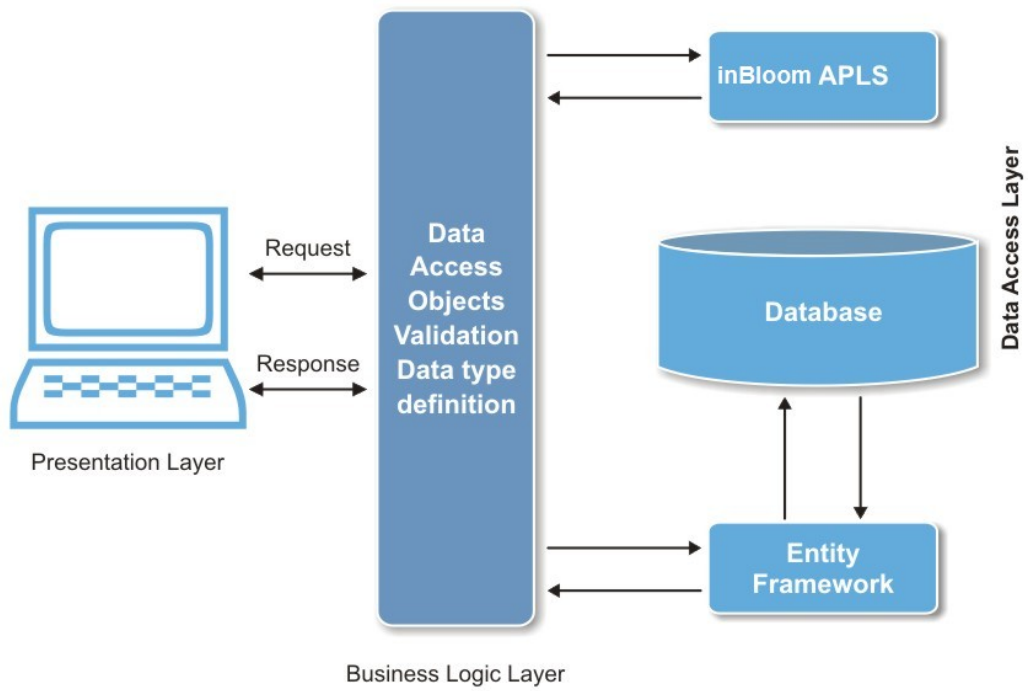 Request
Response
Presentation Layer
Data
Access
Objects
Validation
Data type
definition
Business Logic Layer
inBloom APLS
Database
Entity
Framework
Data Access Layer